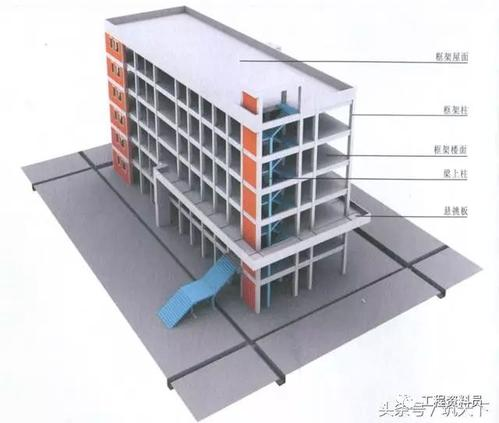 框架屋面
框架柱
框架楼面
梁上柱
悬挑板
工程资料员
头条号/筑天下